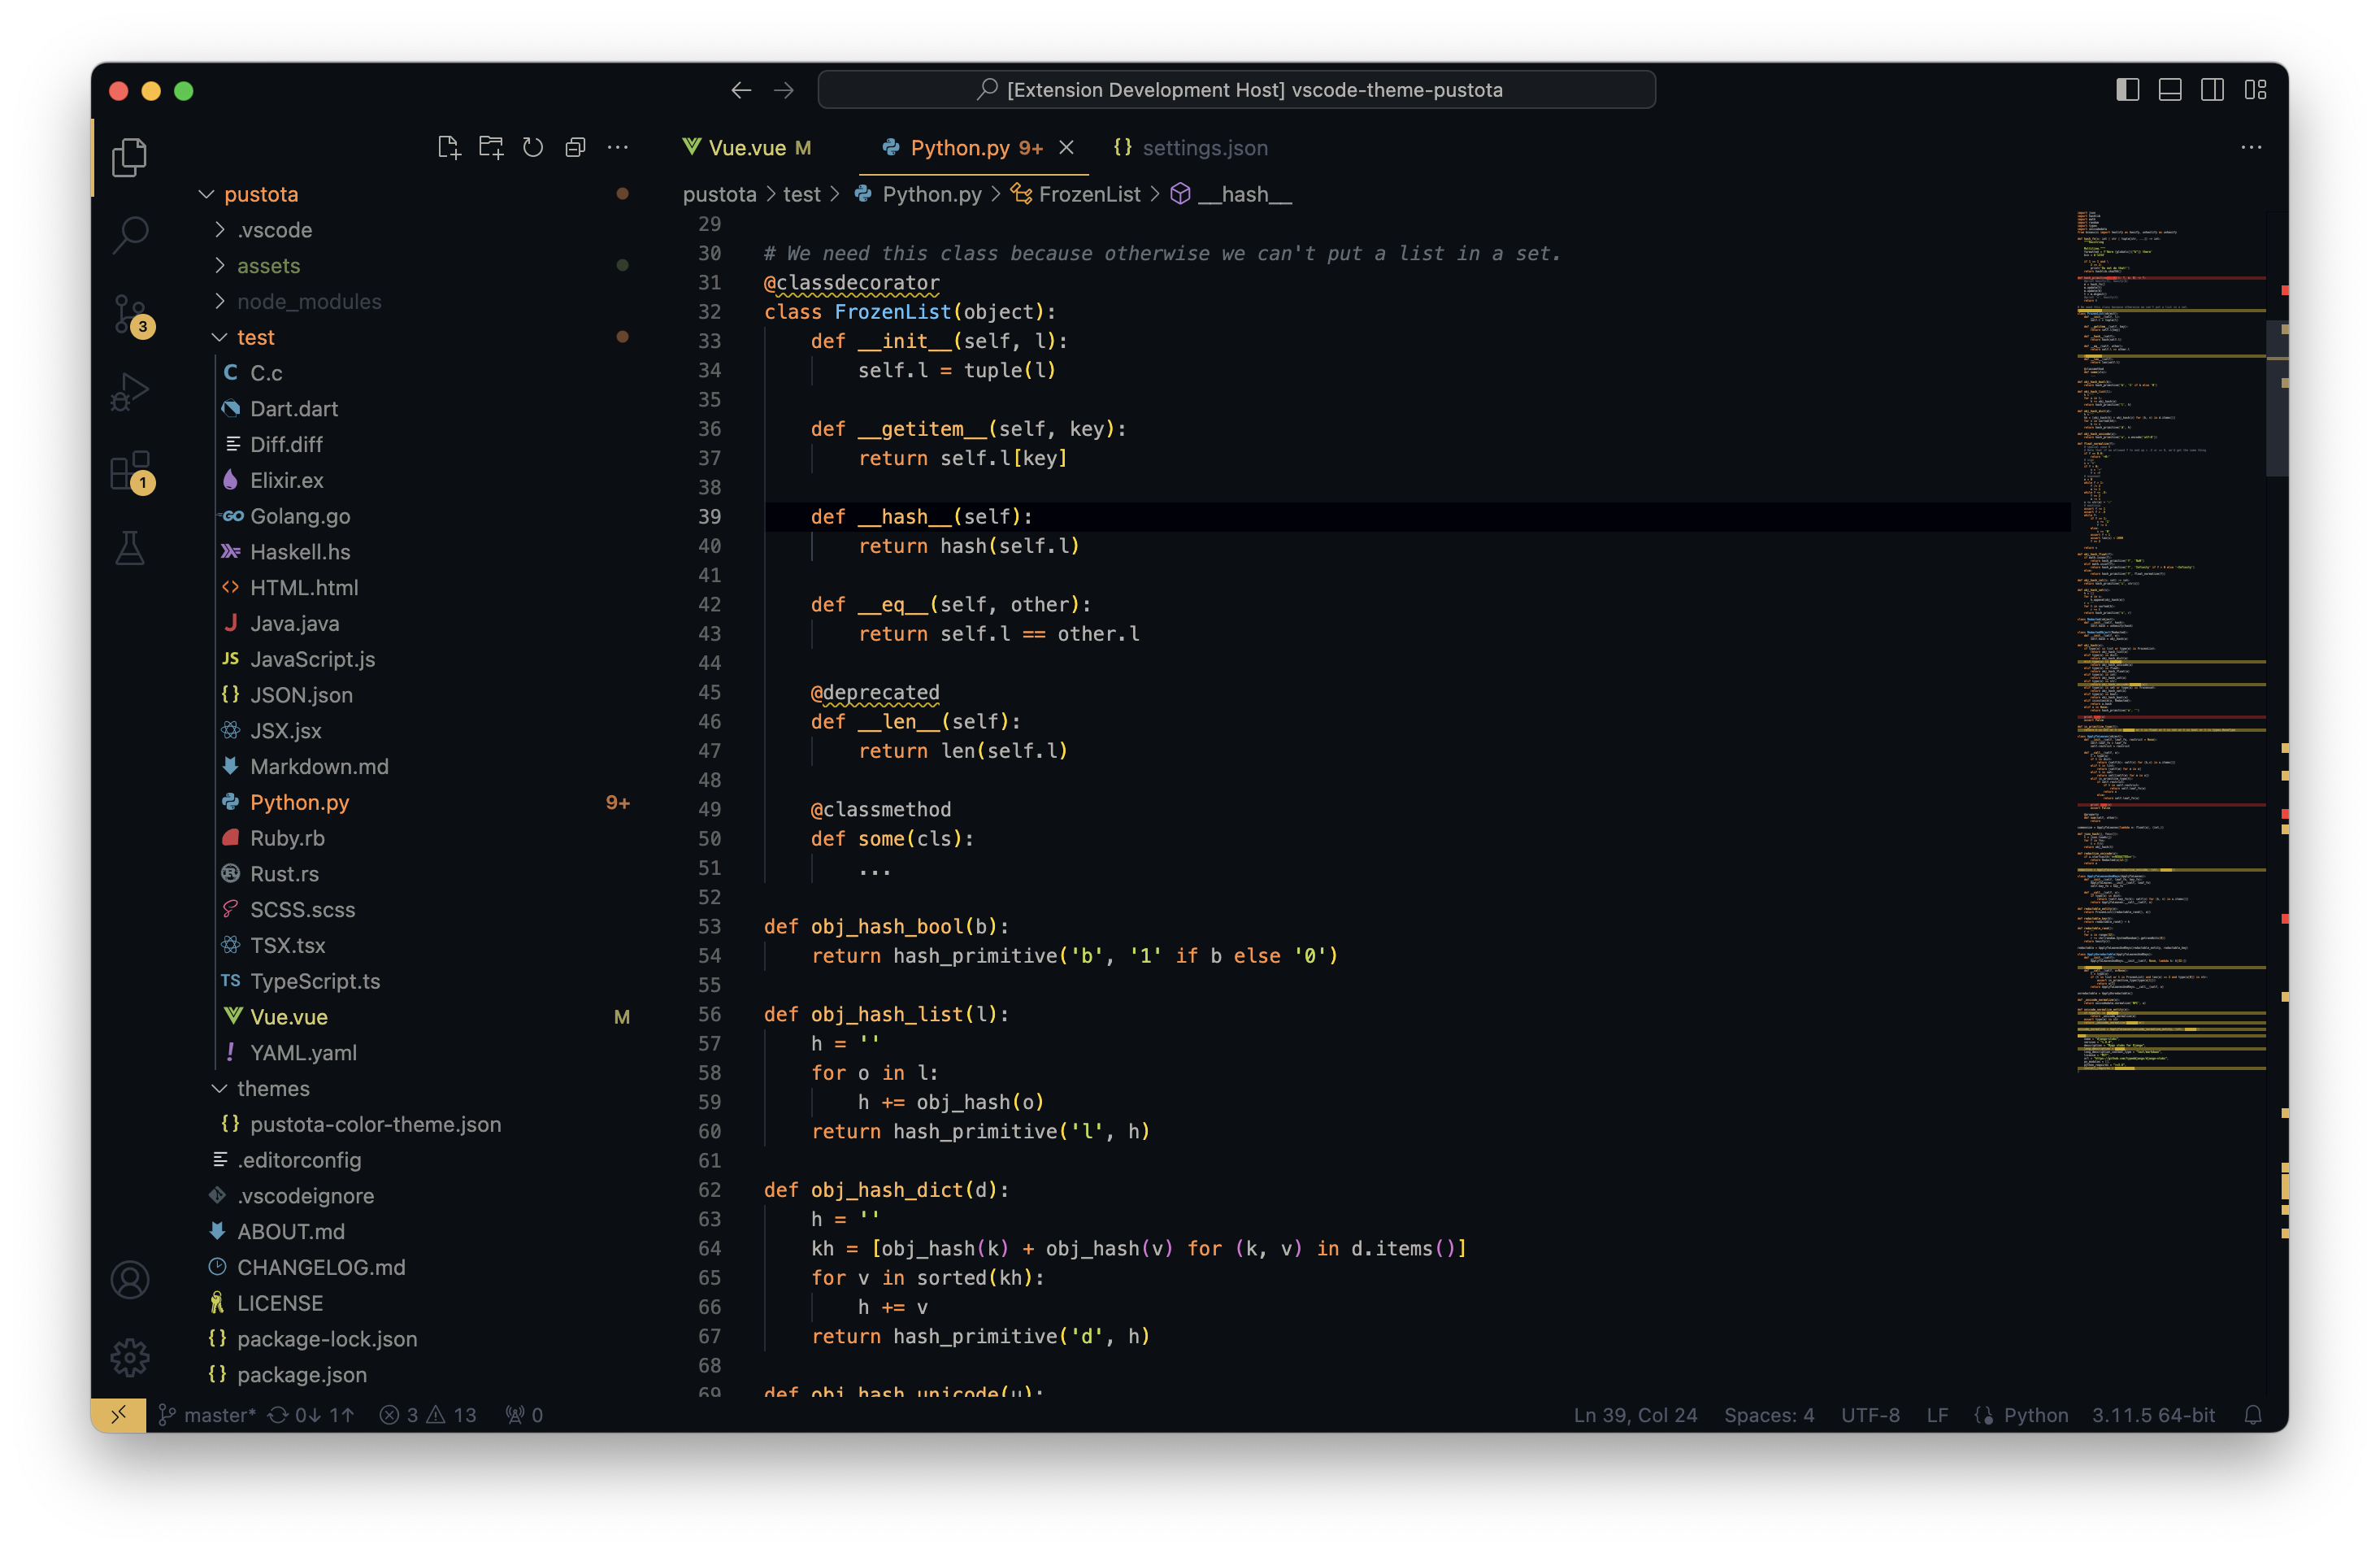 [Extension Development Host] vscode-theme-pustota
Vue.vue M
Python.py 9+
{} settings.json
pustota > test > Python.py > FrozenList > __hash__
pustota
.vscode
assets
node_modules
test
C C.c
Dart.dart
Diff.diff
Elixir.ex
GO Golang.go
Haskell.hs
<> HTML.html
J Java.java
JS JavaScript.js
{} JSON.json
JSX.jsx
Markdown.md
Python.py 9+
Ruby.rb
Rust.rs
SCSS.scss
TSX.tsx
TS TypeScript.ts
Vue.vue M
! YAML.yaml
themes
{} pustota-color-theme.json
.editorconfig
.vscodeignore
ABOUT.md
CHANGELOG.md
LICENSE
{} package-lock.json
{} package.json
3
1
29
30 # We need this class because otherwise we can't put a list in a set.
31 @classdecorator
32 class FrozenList(object):
33 def __init__(self, l):
34 self.l = tuple(l)
35
36 def __getitem__(self, key):
37 return self.l[key]
38
39 def __hash__(self):
40 return hash(self.l)
41
42 def __eq__(self, other):
43 return self.l == other.l
44
45 @deprecated
46 def __len__(self):
47 return len(self.l)
48
49 @classmethod
50 def some(cls):
51 ...
52
53 def obj_hash_bool(b):
54 return hash_primitive('b', '1' if b else '0')
55
56 def obj_hash_list(l):
57 h = ''
58 for o in l:
59 h += obj_hash(o)
60 return hash_primitive('l', h)
61
62 def obj_hash_dict(d):
63 h = ''
64 kh = [obj_hash(k) + obj_hash(v) for (k, v) in d.items()]
65 for v in sorted(kh):
66 h += v
67 return hash_primitive('d', h)
68
69 def obj_hash_unicode(u):
master* 0↓ 1↑ 3 13 0
Ln 39, Col 24 Spaces: 4 UTF-8 LF Python 3.11.5 64-bit